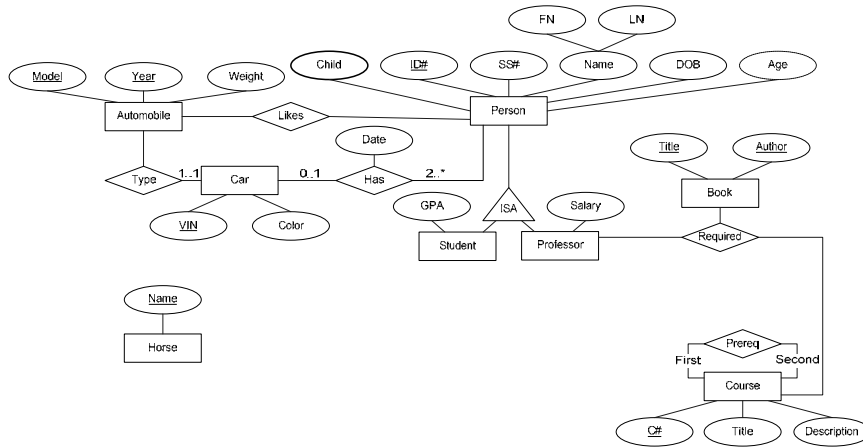 FN
LN
Child
ID#
SS#
Name
DOB
Age
Model
Year
Weight
Automobile
Likes
Person
Date
Title
Author
Type
1..1
Car
0..1
Has
2..*
Book
GPA
ISA
Salary
VIN
Color
Student
Professor
Required
Name
Horse
Prereq
First
Second
Course
C#
Title
Description